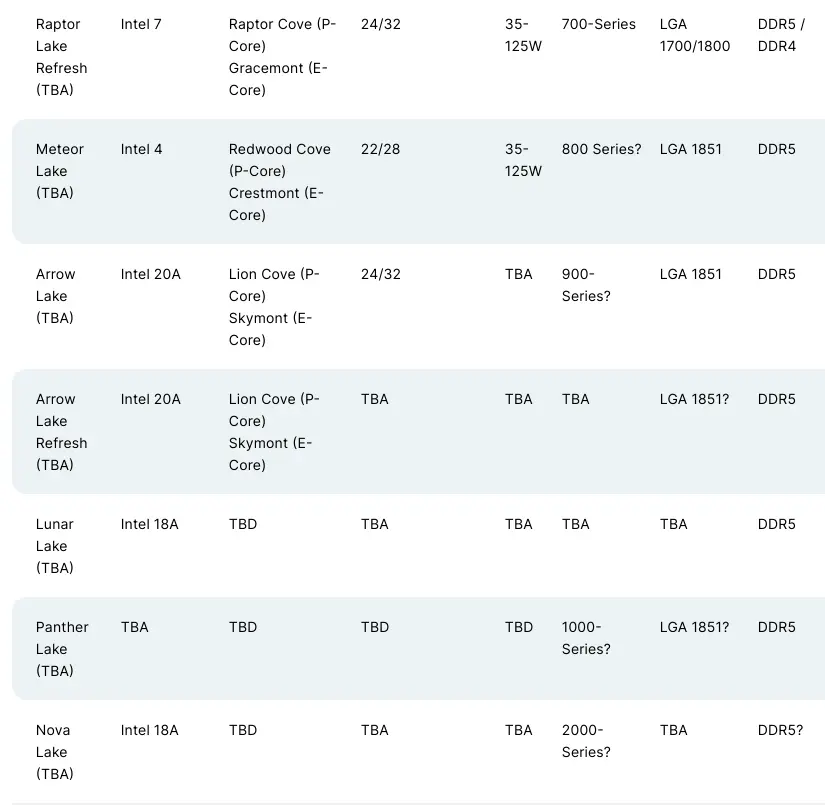 Raptor Lake Refresh (TBA) Intel 7 Raptor Cove (P-Core) Gracemont (E-Core) 24/32 35-125W 700-Series LGA 1700/1800 DDR5 / DDR4
Meteor Lake (TBA) Intel 4 Redwood Cove (P-Core) Crestmont (E-Core) 22/28 35-125W 800 Series? LGA 1851 DDR5
Arrow Lake (TBA) Intel 20A Lion Cove (P-Core) Skymont (E-Core) 24/32 TBA 900-Series? LGA 1851 DDR5
Arrow Lake Refresh (TBA) Intel 20A Lion Cove (P-Core) Skymont (E-Core) TBA TBA TBA LGA 1851? DDR5
Lunar Lake (TBA) Intel 18A TBD TBA TBA TBA TBA DDR5
Panther Lake (TBA) TBA TBD TBD TBD 1000-Series? LGA 1851? DDR5
Nova Lake (TBA) Intel 18A TBD TBA TBA 2000-Series? TBA DDR5?